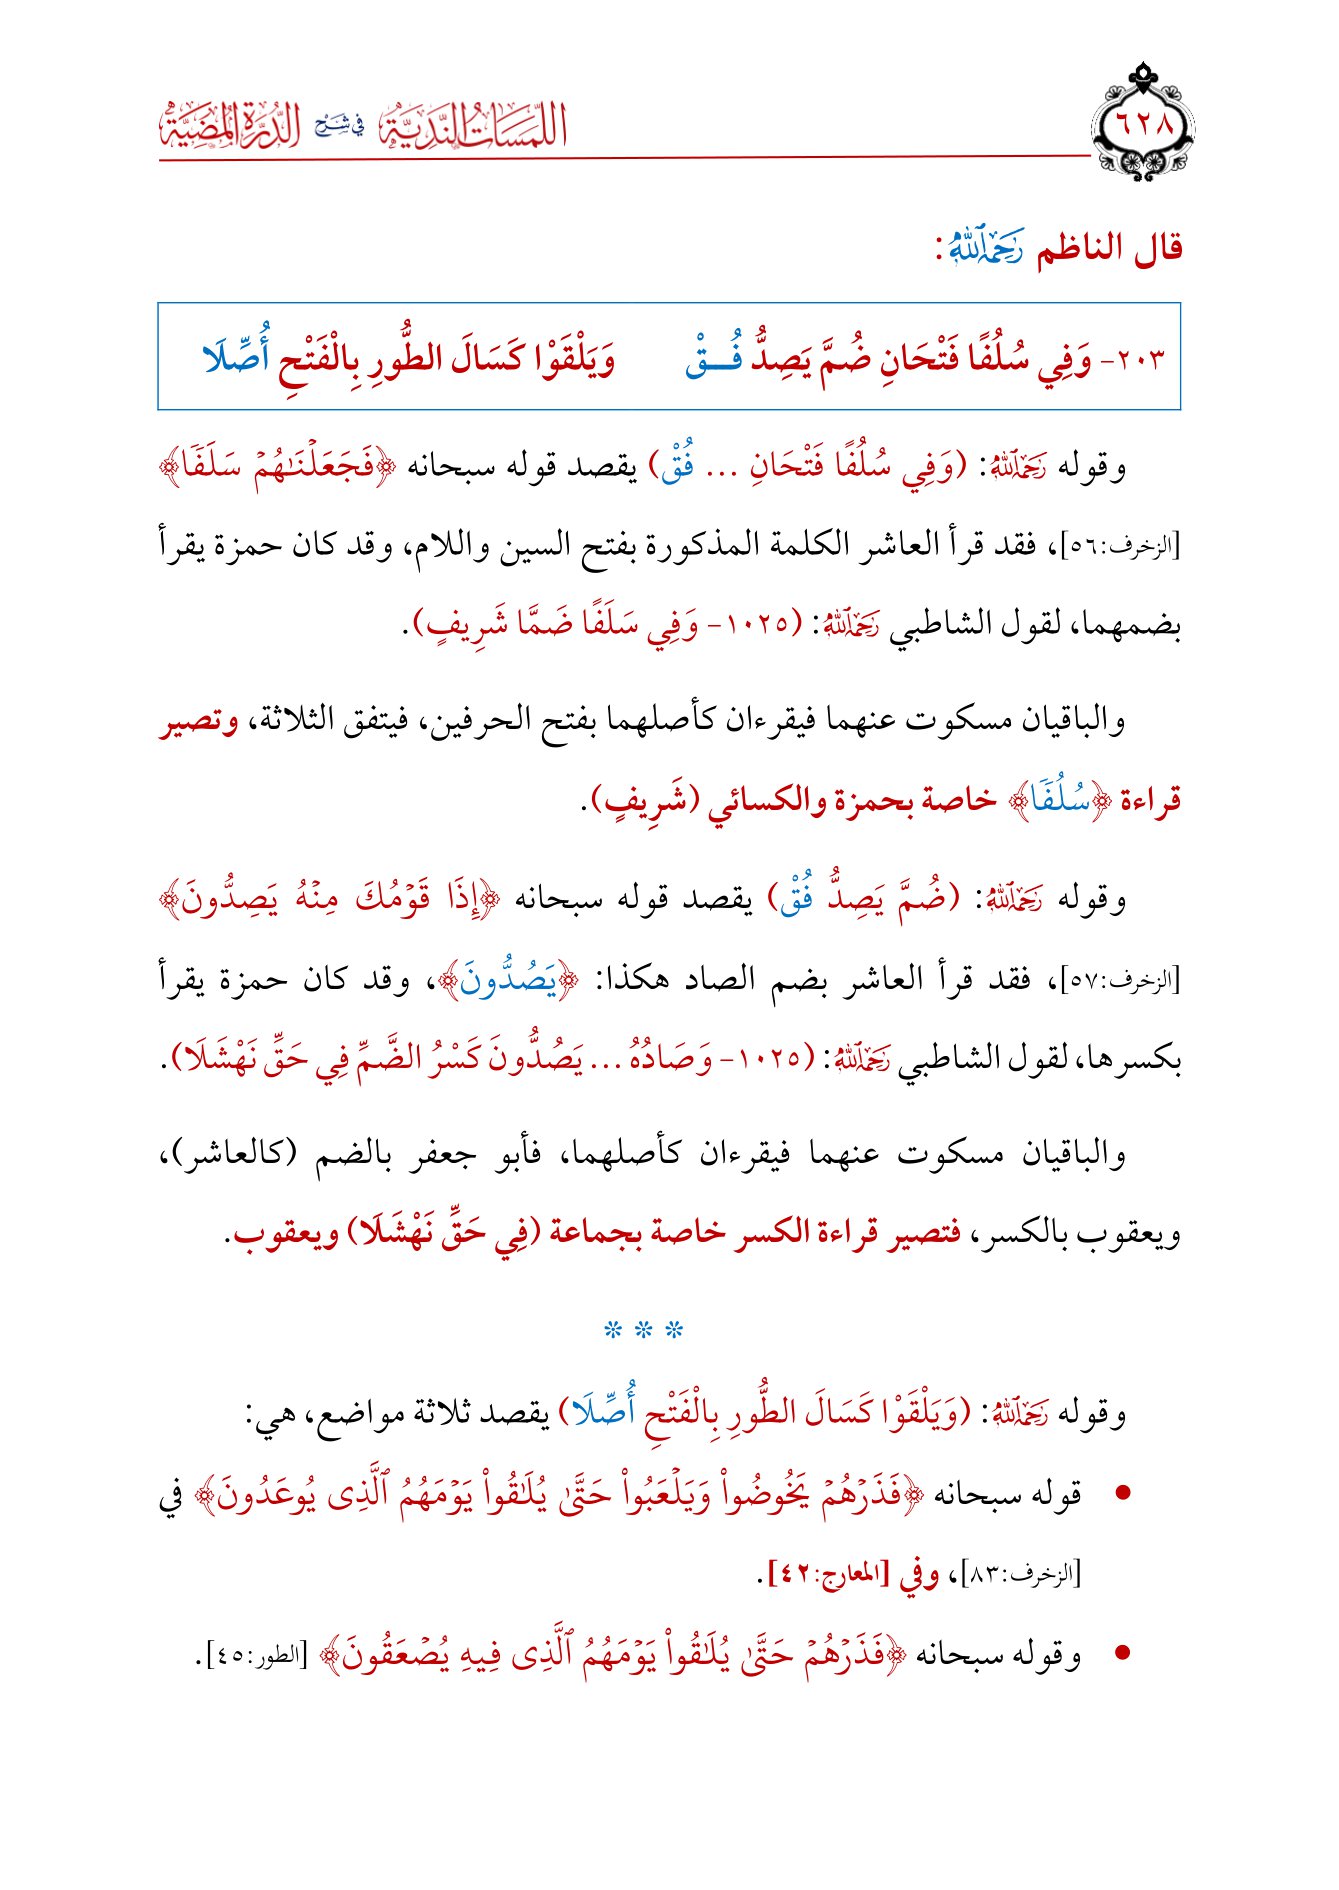 ٦٢٨
اللمسات الندية في شرح الدرة المضية
قال الناظم رَحِمَهُ ٱللَّهُ:
٢٠٣- وَفِي سُلُفًا فَتْحَانِ ضُمَّ يَصِدُّ فُـــقْ وَيَلْقَوْا كَسَالَ الطُّورِ بِالْفَتْحِ أُصِّلَا
وقوله رَحِمَهُ ٱللَّهُ: (وَفِي سُلُفًا فَتْحَانِ ... فُقْ) يقصد قوله سبحانه ﴿فَجَعَلْنَـٰهُمْ سَلَفًا﴾
[الزخرف:٥٦]، فقد قرأ العاشر الكلمة المذكورة بفتح السين واللام، وقد كان حمزة يقرأ
بضمهما، لقول الشاطبي رَحِمَهُ ٱللَّهُ: (١٠٢٥- وَفِي سَلَفًا ضَمَّا شَرِيفٍ).
والباقيان مسكوت عنهما فيقرءان كأصلهما بفتح الحرفين، فيتفق الثلاثة، وتصير
قراءة ﴿سُلُفًا﴾ خاصة بحمزة والكسائي (شَرِيفٍ).
وقوله رَحِمَهُ ٱللَّهُ: (ضُمَّ يَصِدُّ فُقْ) يقصد قوله سبحانه ﴿إِذَا قَوْمُكَ مِنْهُ يَصِدُّونَ﴾
[الزخرف:٥٧]، فقد قرأ العاشر بضم الصاد هكذا: ﴿يَصُدُّونَ﴾، وقد كان حمزة يقرأ
بكسرها، لقول الشاطبي رَحِمَهُ ٱللَّهُ: (١٠٢٥- وَصَادُهُ ... يَصُدُّونَ كَسْرُ الضَّمِّ فِي حَقِّ نَهْشَلَا).
والباقيان مسكوت عنهما فيقرءان كأصلهما، فأبو جعفر بالضم (كالعاشر)،
ويعقوب بالكسر، فتصير قراءة الكسر خاصة بجماعة (فِي حَقِّ نَهْشَلَا) ويعقوب.
* * *
وقوله رَحِمَهُ ٱللَّهُ: (وَيَلْقَوْا كَسَالَ الطُّورِ بِالْفَتْحِ أُصِّلَا) يقصد ثلاثة مواضع، هي:
• قوله سبحانه ﴿فَذَرْهُمْ يَخُوضُوا۟ وَيَلْعَبُوا۟ حَتَّىٰ يُلَـٰقُوا۟ يَوْمَهُمُ ٱلَّذِى يُوعَدُونَ﴾ في
[الزخرف:٨٣]، وفي [المعارج:٤٢].
• وقوله سبحانه ﴿فَذَرْهُمْ حَتَّىٰ يُلَـٰقُوا۟ يَوْمَهُمُ ٱلَّذِى فِيهِ يُصْعَقُونَ﴾ [الطور:٤٥].